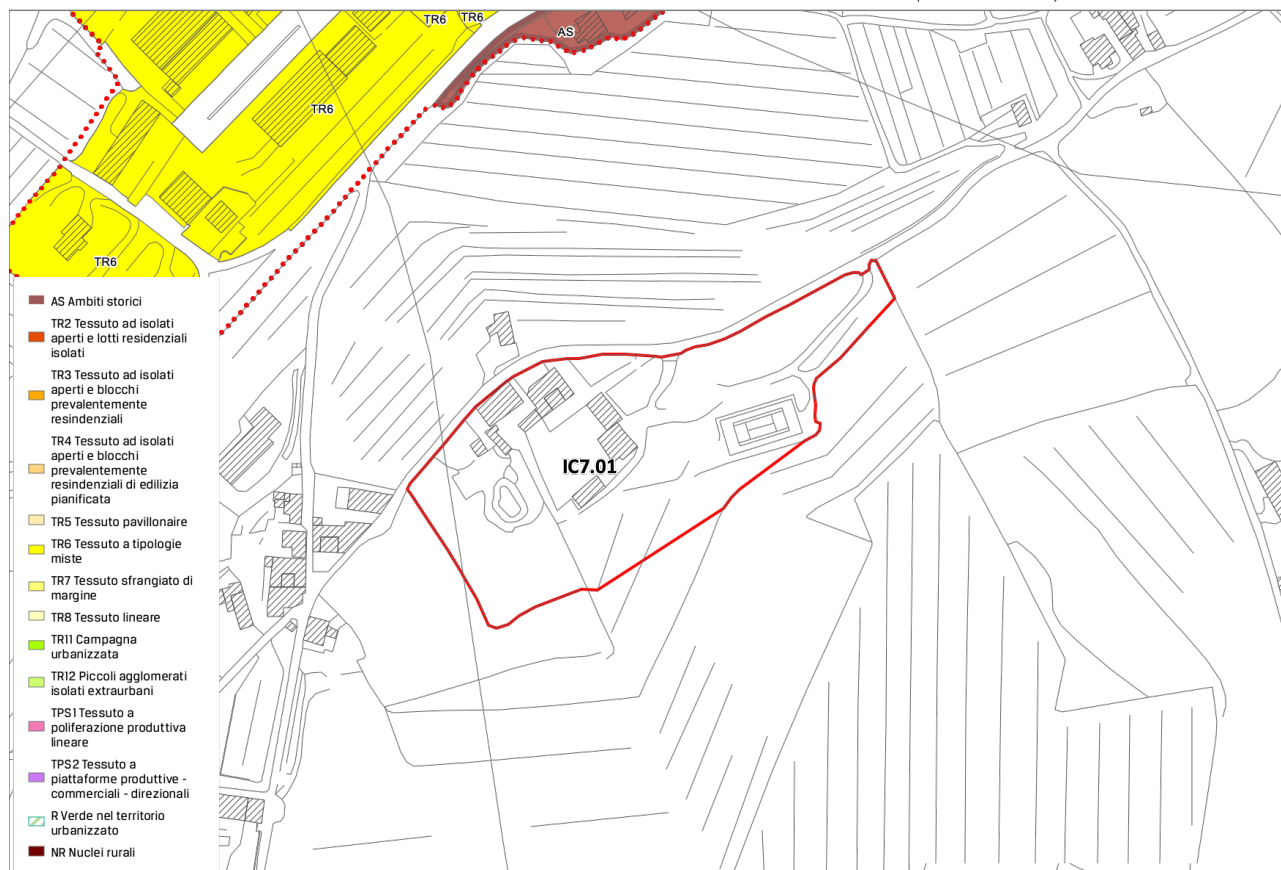 TR6
TR6
AS
TR6
TR6
IC7.01
AS Ambiti storici
TR2 Tessuto ad isolati
aperti e lotti residenziali
isolati
TR3 Tessuto ad isolati
aperti e blocchi
prevalentemente
resindenziali
TR4 Tessuto ad isolati
aperti e blocchi
prevalentemente
resindenziali di edilizia
pianificata
TR5 Tessuto pavillonaire
TR6 Tessuto a tipologie
miste
TR7 Tessuto sfrangiato di
margine
TR8 Tessuto lineare
TR11 Campagna
urbanizzata
TR12 Piccoli agglomerati
isolati extraurbani
TPS1 Tessuto a
poliferazione produttiva
lineare
TPS2 Tessuto a
piattaforme produttive -
commerciali - direzionali
R Verde nel territorio
urbanizzato
NR Nuclei rurali